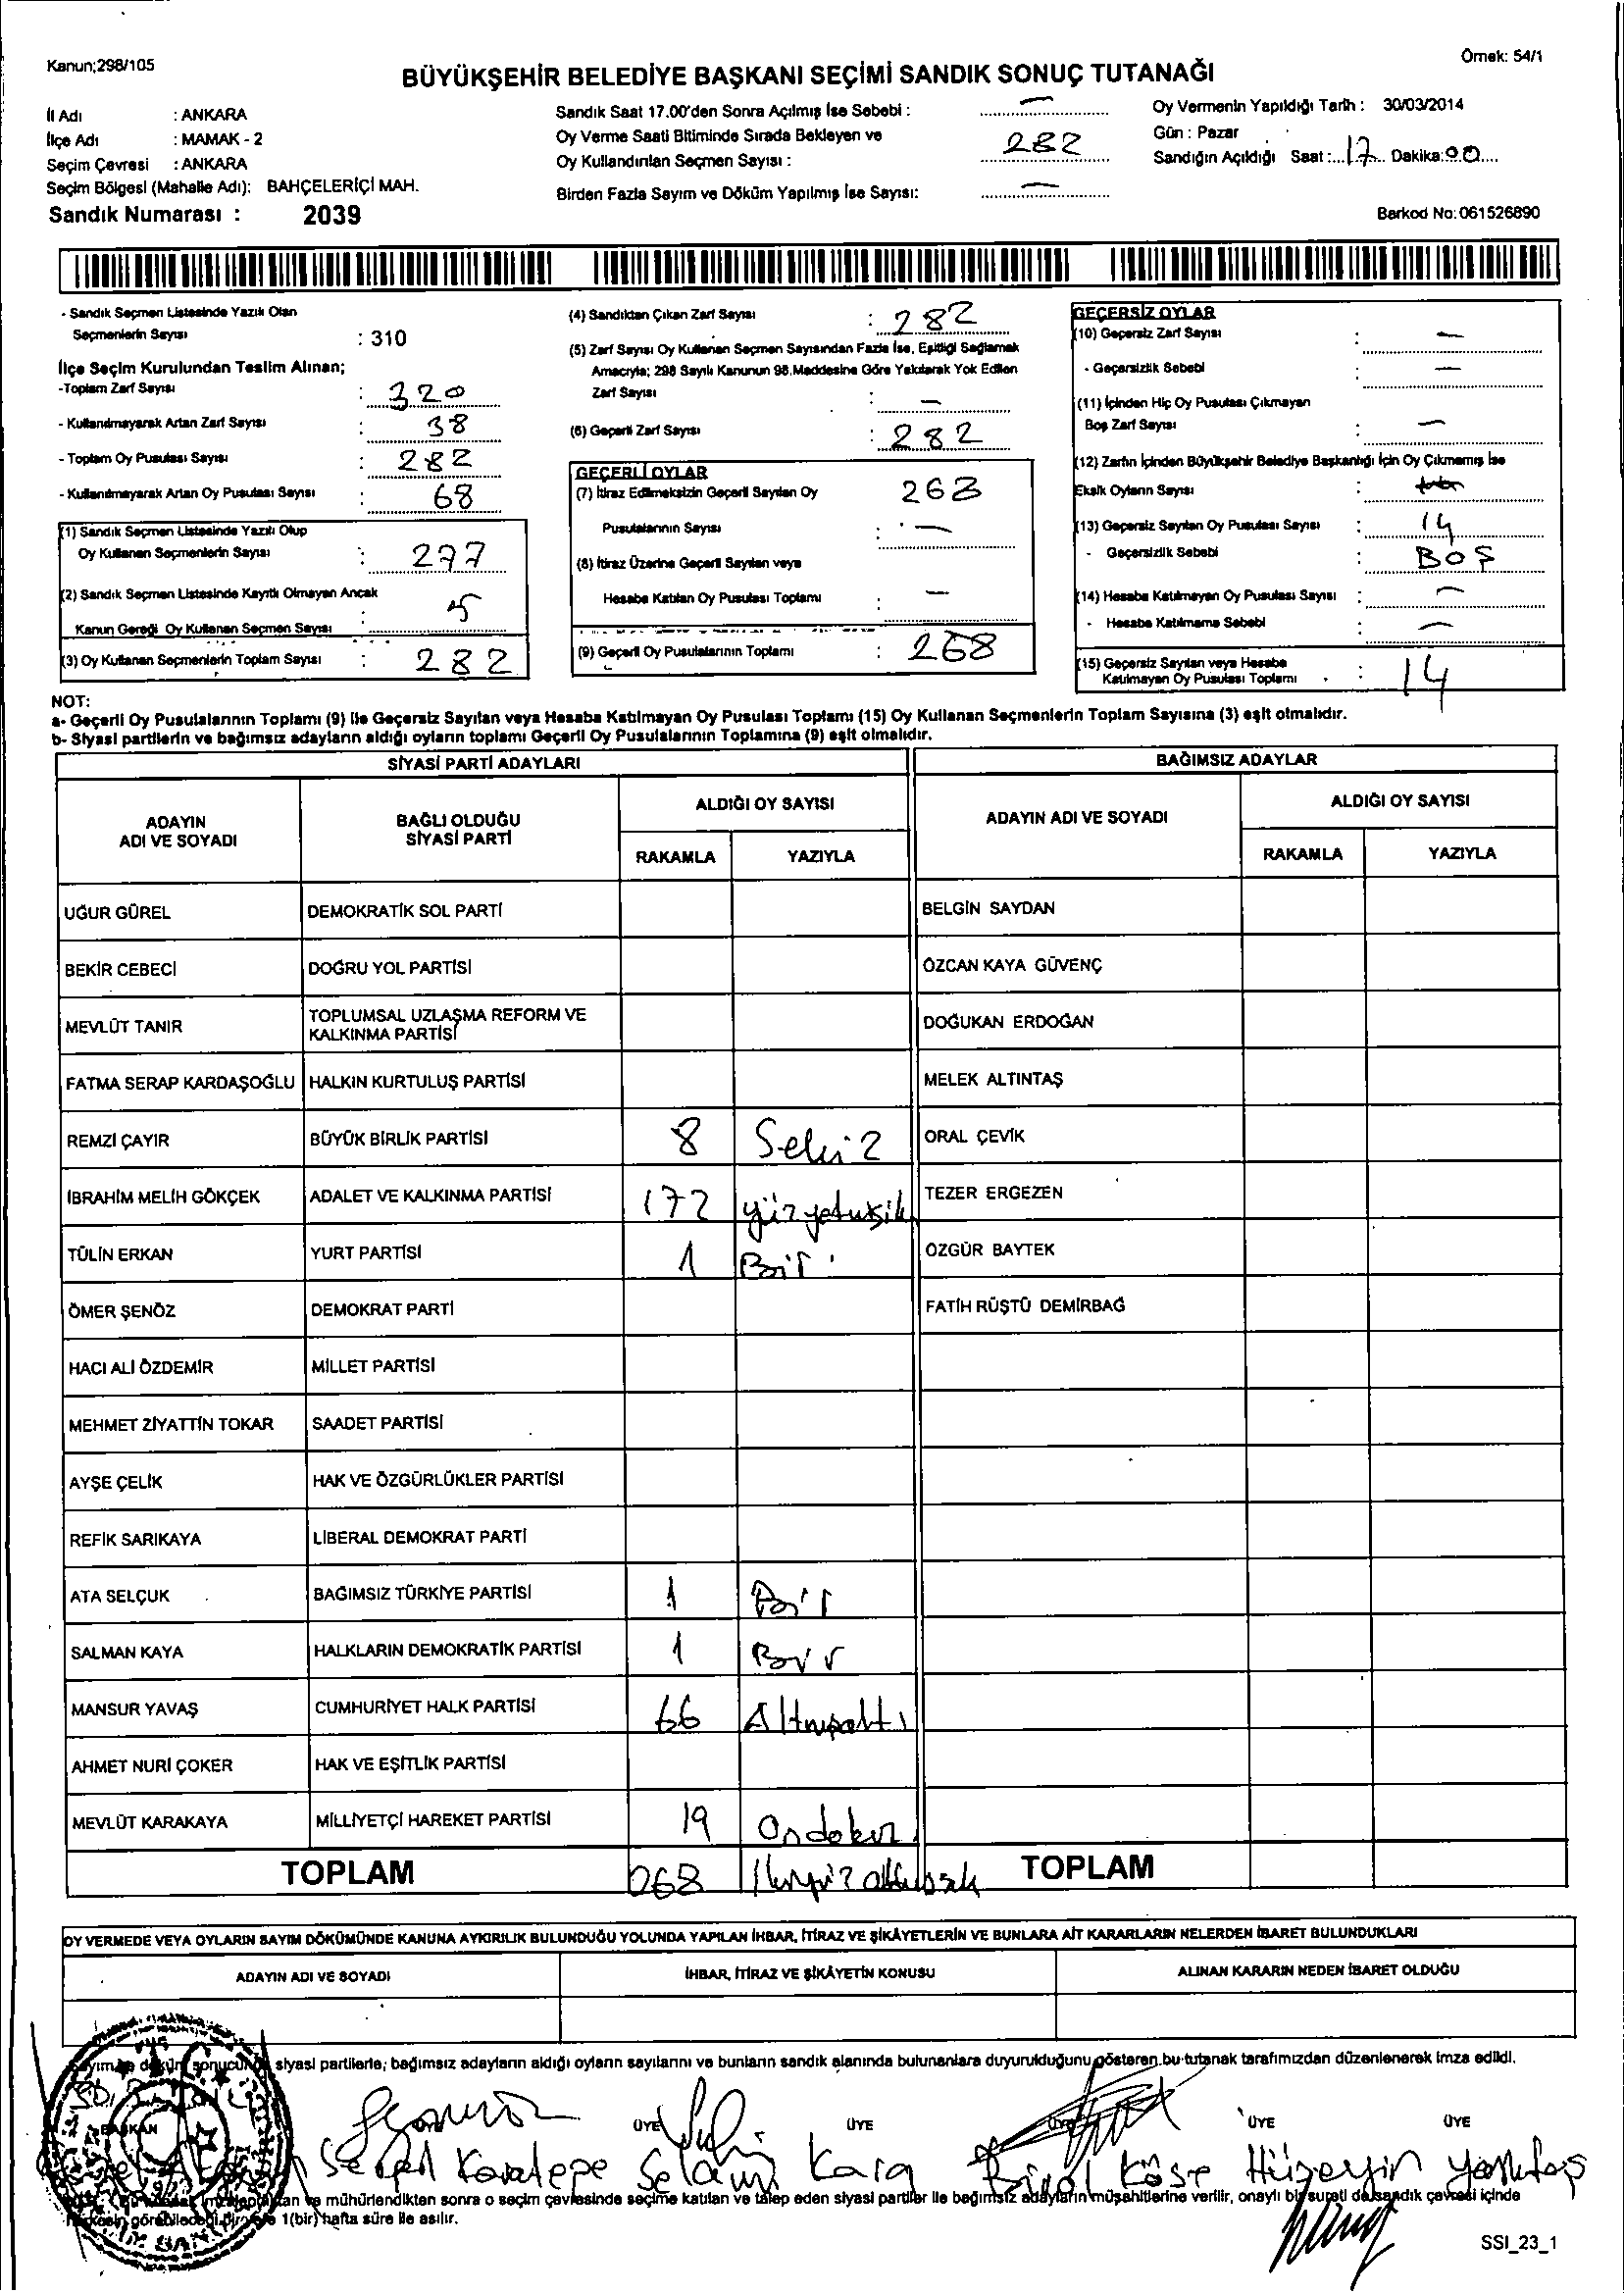 Kanun;298/105
Örnek: 54/1
BÜYÜKŞEHİR BELEDİYE BAŞKANI SEÇİMİ SANDIK SONUÇ TUTANAĞI
İl Adı : ANKARA
İlçe Adı : MAMAK - 2
Seçim Çevresi : ANKARA
Seçim Bölgesi (Mahalle Adı): BAHÇELERİÇİ MAH.
Sandık Numarası : 2039
Sandık Saat 17.00'den Sonra Açılmış İse Sebebi : —
Oy Verme Saati Bitiminde Sırada Bekleyen ve
Oy Kullandırılan Seçmen Sayısı : 282
Birden Fazla Sayım ve Döküm Yapılmış İse Sayısı: —
Oy Vermenin Yapıldığı Tarih : 30/03/2014
Gün : Pazar
Sandığın Açıldığı Saat :...17... Dakika:00....
Barkod No: 061526890
- Sandık Seçmen Listesinde Yazılı Olan
Seçmenlerin Sayısı : 310
İlçe Seçim Kurulundan Teslim Alınan;
-Toplam Zarf Sayısı : 320
- Kullanılmayarak Artan Zarf Sayısı : 38
- Toplam Oy Pusulası Sayısı : 282
- Kullanılmayarak Artan Oy Pusulası Sayısı : 68
(1) Sandık Seçmen Listesinde Yazılı Olup
Oy Kullanan Seçmenlerin Sayısı : 277
(2) Sandık Seçmen Listesinde Kayıtlı Olmayan Ancak
Kanun Gereği Oy Kullanan Seçmen Sayısı : 5
(3) Oy Kullanan Seçmenlerin Toplam Sayısı : 282
(4) Sandıktan Çıkan Zarf Sayısı : 282
(5) Zarf Sayısı Oy Kullanan Seçmen Sayısından Fazla İse, Eşitliği Sağlamak
Amacıyla; 298 Sayılı Kanunun 98.Maddesine Göre Yakılarak Yok Edilen
Zarf Sayısı : —
(6) Geçerli Zarf Sayısı : 282
GEÇERLİ OYLAR
(7) İtiraz Edilmeksizin Geçerli Sayılan Oy 268
Pusulalarının Sayısı : —
(8) İtiraz Üzerine Geçerli Sayılan veya
Hesaba Katılan Oy Pusulası Toplamı : —
(9) Geçerli Oy Pusulalarının Toplamı : 268
GEÇERSİZ OYLAR
(10) Geçersiz Zarf Sayısı : —
- Geçersizlik Sebebi : —
(11) İçinden Hiç Oy Pusulası Çıkmayan
Boş Zarf Sayısı : —
(12) Zarfın İçinden Büyükşehir Belediye Başkanlığı İçin Oy Çıkmamış İse
Eksik Oyların Sayısı :
(13) Geçersiz Sayılan Oy Pusulası Sayısı : 14
- Geçersizlik Sebebi : BOŞ
(14) Hesaba Katılmayan Oy Pusulası Sayısı : —
- Hesaba Katılmama Sebebi : —
(15) Geçersiz Sayılan veya Hesaba
Katılmayan Oy Pusulası Toplamı : 14
NOT:
a- Geçerli Oy Pusulalarının Toplamı (9) ile Geçersiz Sayılan veya Hesaba Katılmayan Oy Pusulası Toplamı (15) Oy Kullanan Seçmenlerin Toplam Sayısına (3) eşit olmalıdır.
b- Siyasi partilerin ve bağımsız adayların aldığı oyların toplamı Geçerli Oy Pusulalarının Toplamına (9) eşit olmalıdır.
SİYASİ PARTİ ADAYLARI
BAĞIMSIZ ADAYLAR
ADAYIN ADI VE SOYADI
BAĞLI OLDUĞU SİYASİ PARTİ
ALDIĞI OY SAYISI
RAKAMLA YAZIYLA
ADAYIN ADI VE SOYADI
ALDIĞI OY SAYISI
RAKAMLA YAZIYLA
UĞUR GÜREL DEMOKRATİK SOL PARTİ BELGİN SAYDAN
BEKİR CEBECİ DOĞRU YOL PARTİSİ ÖZCAN KAYA GÜVENÇ
MEVLÜT TANIR TOPLUMSAL UZLAŞMA REFORM VE KALKINMA PARTİSİ DOĞUKAN ERDOĞAN
FATMA SERAP KARDAŞOĞLU HALKIN KURTULUŞ PARTİSİ MELEK ALTINTAŞ
REMZİ ÇAYIR BÜYÜK BİRLİK PARTİSİ 8 Sekiz ORAL ÇEVİK
İBRAHİM MELİH GÖKÇEK ADALET VE KALKINMA PARTİSİ 172 yüzyetmişik TEZER ERGEZEN
TÜLİN ERKAN YURT PARTİSİ 1 Bir ÖZGÜR BAYTEK
ÖMER ŞENÖZ DEMOKRAT PARTİ FATİH RÜŞTÜ DEMİRBAĞ
HACI ALİ ÖZDEMİR MİLLET PARTİSİ
MEHMET ZİYATTİN TOKAR SAADET PARTİSİ
AYŞE ÇELİK HAK VE ÖZGÜRLÜKLER PARTİSİ
REFİK SARIKAYA LİBERAL DEMOKRAT PARTİ
ATA SELÇUK BAĞIMSIZ TÜRKİYE PARTİSİ 1 Bir
SALMAN KAYA HALKLARIN DEMOKRATİK PARTİSİ 1 Bir
MANSUR YAVAŞ CUMHURİYET HALK PARTİSİ 66 Altmışaltı
AHMET NURİ ÇOKER HAK VE EŞİTLİK PARTİSİ
MEVLÜT KARAKAYA MİLLİYETÇİ HAREKET PARTİSİ 19 Ondokuz
TOPLAM 268 TOPLAM
OY VERMEDE VEYA OYLARIN SAYIM DÖKÜMÜNDE KANUNA AYKIRILIK BULUNDUĞU YOLUNDA YAPILAN İHBAR, İTİRAZ VE ŞİKÂYETLERİN VE BUNLARA AİT KARARLARIN NELERDEN İBARET BULUNDUKLARI
ADAYIN ADI VE SOYADI İHBAR, İTİRAZ VE ŞİKÂYETİN KONUSU ALINAN KARARIN NEDEN İBARET OLDUĞU
siyasi partilerle; bağımsız adayların aldığı oyların sayılarını ve bunların sandık alanında bulunanlara duyurulduğunu gösteren bu tutanak tarafımızdan düzenlenerek imza edildi.
BAŞKAN ÜYE ÜYE ÜYE ÜYE
Serpil Karatepe Selami Kara Birol Köse Hüseyin
mühürlendikten sonra o seçim çevresinde seçime katılan ve talep eden siyasi partiler ile bağımsız adayların müşahitlerine verilir, onaylı bir sureti de sandık çevresi içinde
1(bir) hafta süre ile asılır.
SSI_23_1